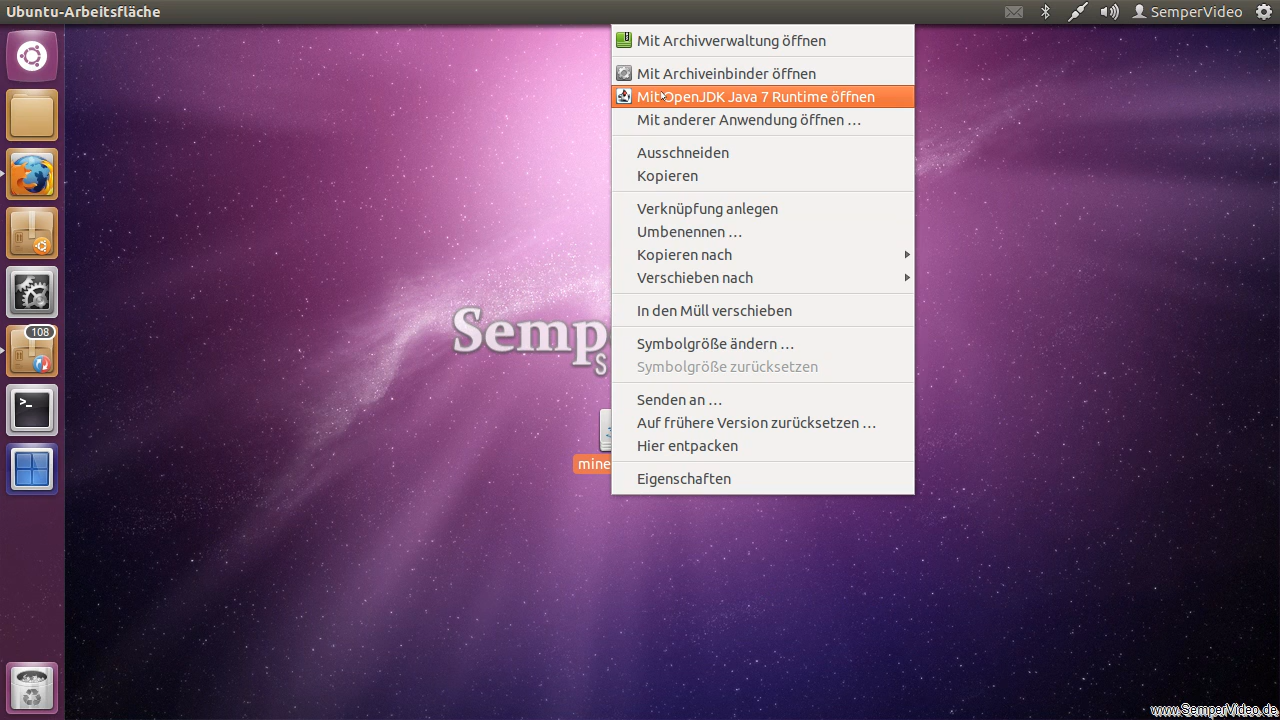 Ubuntu-Arbeitsfläche
SemperVideo
Mit Archivverwaltung öffnen
Mit Archiveinbinder öffnen
Mit OpenJDK Java 7 Runtime öffnen
Mit anderer Anwendung öffnen …
Ausschneiden
Kopieren
Verknüpfung anlegen
Umbenennen …
Kopieren nach
Verschieben nach
In den Müll verschieben
Symbolgröße ändern …
Symbolgröße zurücksetzen
Senden an …
Auf frühere Version zurücksetzen …
Hier entpacken
Eigenschaften
108
>_
Semp
S
mine
www.SemperVideo.de